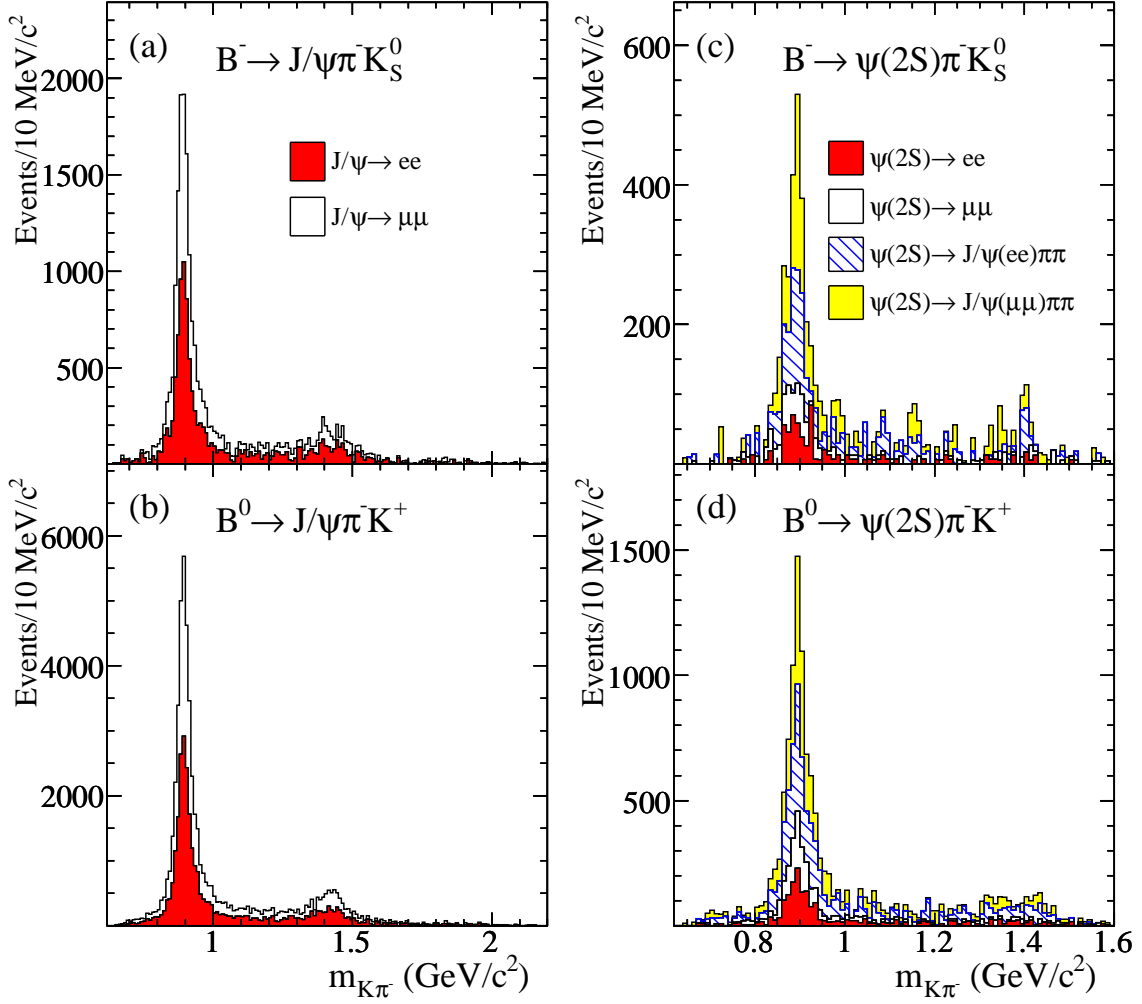 (a) B⁻ → J/ψπ⁻K⁰_S
Events/10 MeV/c²
2000
1500
1000
500
J/ψ→ ee
J/ψ→ μμ
(c) B⁻ → ψ(2S)π⁻K⁰_S
Events/10 MeV/c²
600
400
200
ψ(2S)→ ee
ψ(2S)→ μμ
ψ(2S)→ J/ψ(ee)ππ
ψ(2S)→ J/ψ(μμ)ππ
(b) B⁰ → J/ψπ⁻K⁺
Events/10 MeV/c²
6000
4000
2000
1 1.5 2
m_Kπ⁻ (GeV/c²)
(d) B⁰ → ψ(2S)π⁻K⁺
Events/10 MeV/c²
1500
1000
500
0.8 1 1.2 1.4 1.6
m_Kπ⁻ (GeV/c²)